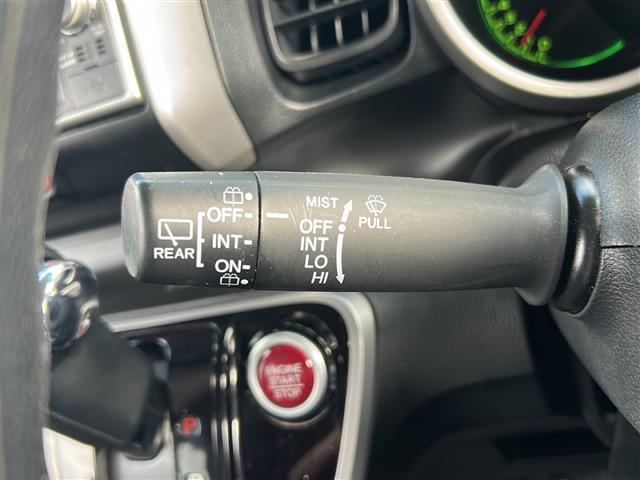 MIST
OFF
INT
LO
HI
PULL
REAR
OFF
INT
ON
ENGINE
START
STOP
P